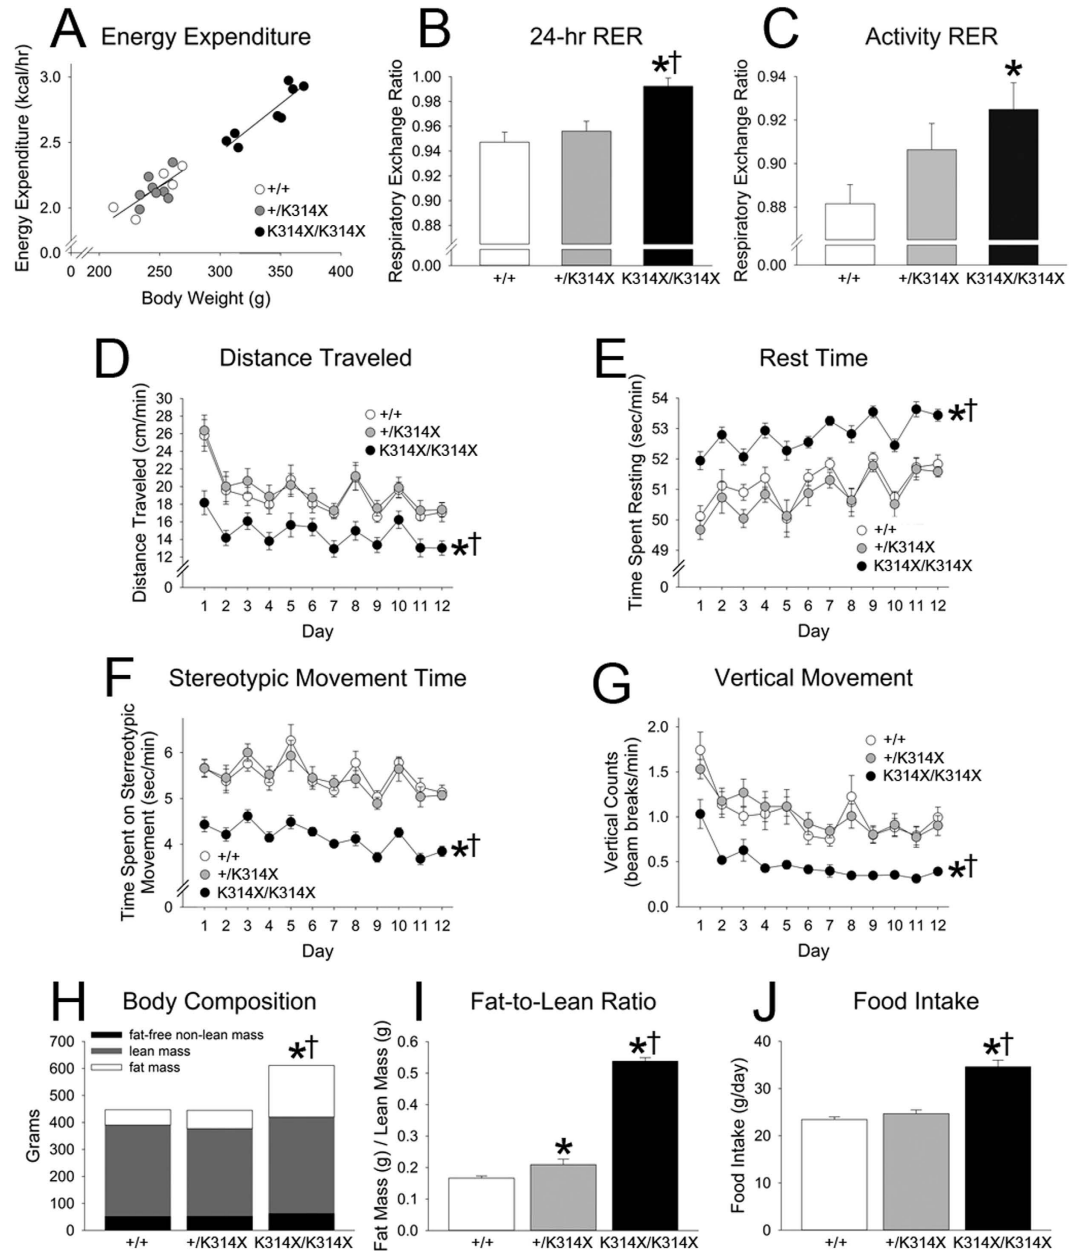 A Energy Expenditure
Energy Expenditure (kcal/hr)
3.0
2.5
2.0
0.0
0 200 250 300 350 400
Body Weight (g)
+/+
+/K314X
K314X/K314X
B 24-hr RER
Respiratory Exchange Ratio
1.00
0.98
0.96
0.94
0.92
0.90
0.88
0.00
*†
+/+ +/K314X K314X/K314X
C Activity RER
Respiratory Exchange Ratio
0.94
0.92
0.90
0.88
0.00
*
+/+ +/K314X K314X/K314X
D Distance Traveled
Distance Traveled (cm/min)
30
28
26
24
22
20
18
16
14
12
0
+/+
+/K314X
K314X/K314X
*†
1 2 3 4 5 6 7 8 9 10 11 12
Day
E Rest Time
Time Spent Resting (sec/min)
54
53
52
51
50
49
0
*†
+/+
+/K314X
K314X/K314X
1 2 3 4 5 6 7 8 9 10 11 12
Day
F Stereotypic Movement Time
Time Spent on Stereotypic
Movement (sec/min)
6
5
4
0
+/+
+/K314X
K314X/K314X
*†
1 2 3 4 5 6 7 8 9 10 11 12
Day
G Vertical Movement
Vertical Counts
(beam breaks/min)
2.0
1.5
1.0
0.5
0.0
+/+
+/K314X
K314X/K314X
*†
1 2 3 4 5 6 7 8 9 10 11 12
Day
H Body Composition
fat-free non-lean mass
lean mass
fat mass
Grams
700
600
500
400
300
200
100
0
*†
+/+ +/K314X K314X/K314X
I Fat-to-Lean Ratio
Fat Mass (g) / Lean Mass (g)
0.6
0.5
0.4
0.3
0.2
0.1
0.0
*
*†
+/+ +/K314X K314X/K314X
J Food Intake
Food Intake (g/day)
40
30
20
10
0
*†
+/+ +/K314X K314X/K314X